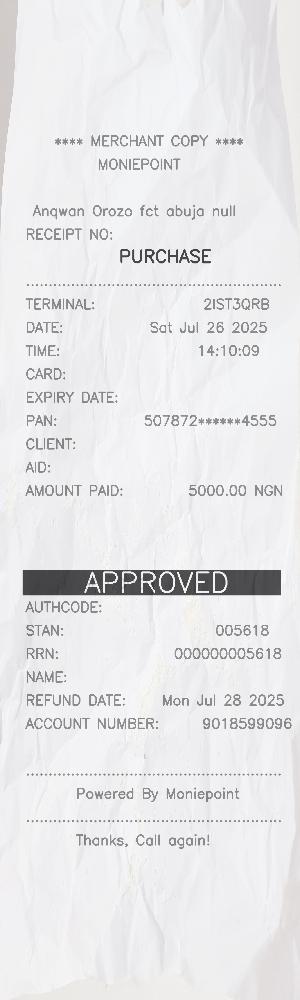 **** MERCHANT COPY ****
MONIEPOINT
Angwan Orozo fct abuja null
RECEIPT NO:
PURCHASE
TERMINAL: 2IST3QRB
DATE: Sat Jul 26 2025
TIME: 14:10:09
CARD:
EXPIRY DATE:
PAN: 507872******4555
CLIENT:
AID:
AMOUNT PAID: 5000.00 NGN
APPROVED
AUTHCODE:
STAN: 005618
RRN: 000000005618
NAME:
REFUND DATE: Mon Jul 28 2025
ACCOUNT NUMBER: 9018599096
Powered By Moniepoint
Thanks, Call again!